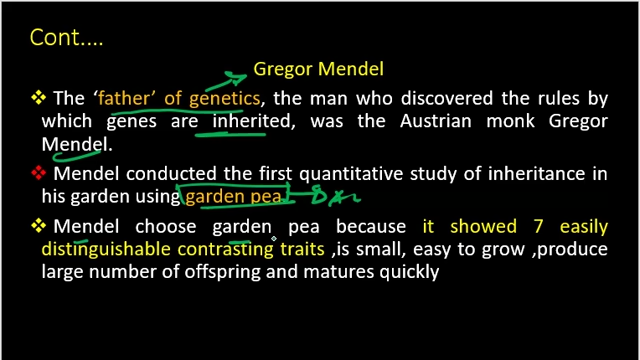 Cont....
Gregor Mendel
The ‘father’ of genetics, the man who discovered the rules by
which genes are inherited, was the Austrian monk Gregor
Mendel.
Mendel conducted the first quantitative study of inheritance in
his garden using garden pea.
Mendel choose garden pea because it showed 7 easily
distinguishable contrasting traits ,is small, easy to grow ,produce
large number of offspring and matures quickly